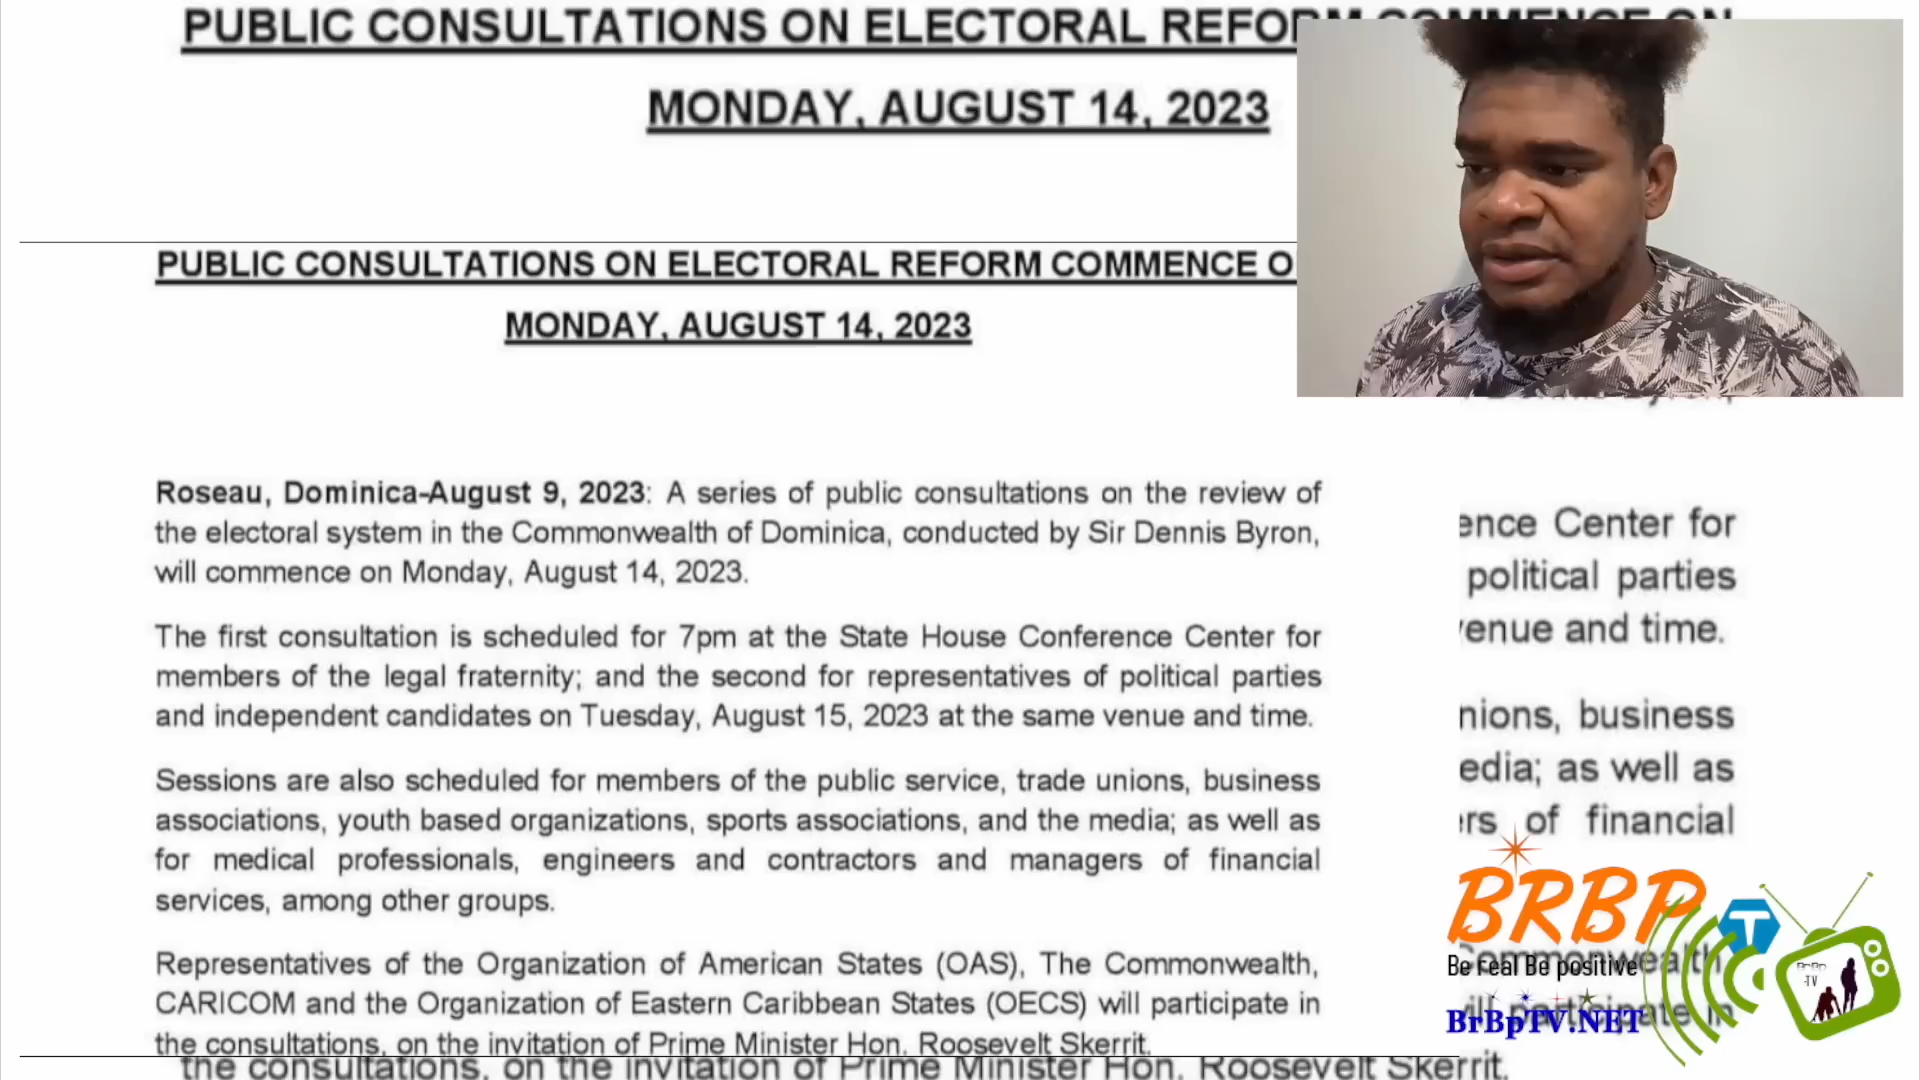 PUBLIC CONSULTATIONS ON ELECTORAL REFORM COMMENCE ON
MONDAY, AUGUST 14, 2023
PUBLIC CONSULTATIONS ON ELECTORAL REFORM COMMENCE O
MONDAY, AUGUST 14, 2023
Roseau, Dominica-August 9, 2023: A series of public consultations on the review of
the electoral system in the Commonwealth of Dominica, conducted by Sir Dennis Byron,
will commence on Monday, August 14, 2023.
The first consultation is scheduled for 7pm at the State House Conference Center for
members of the legal fraternity; and the second for representatives of political parties
and independent candidates on Tuesday, August 15, 2023 at the same venue and time.
Sessions are also scheduled for members of the public service, trade unions, business
associations, youth based organizations, sports associations, and the media; as well as
for medical professionals, engineers and contractors and managers of financial
services, among other groups.
Representatives of the Organization of American States (OAS), The Commonwealth,
CARICOM and the Organization of Eastern Caribbean States (OECS) will participate in
the consultations, on the invitation of Prime Minister Hon. Roosevelt Skerrit.
the consultations, on the invitation of Prime Minister Hon. Roosevelt Skerrit.
ence Center for
political parties
venue and time.
nions, business
edia; as well as
ers of financial
Commonwealth,
will participate in
BRBP T
Be real Be positive
BrBpTV.NET
BrBp
-TV